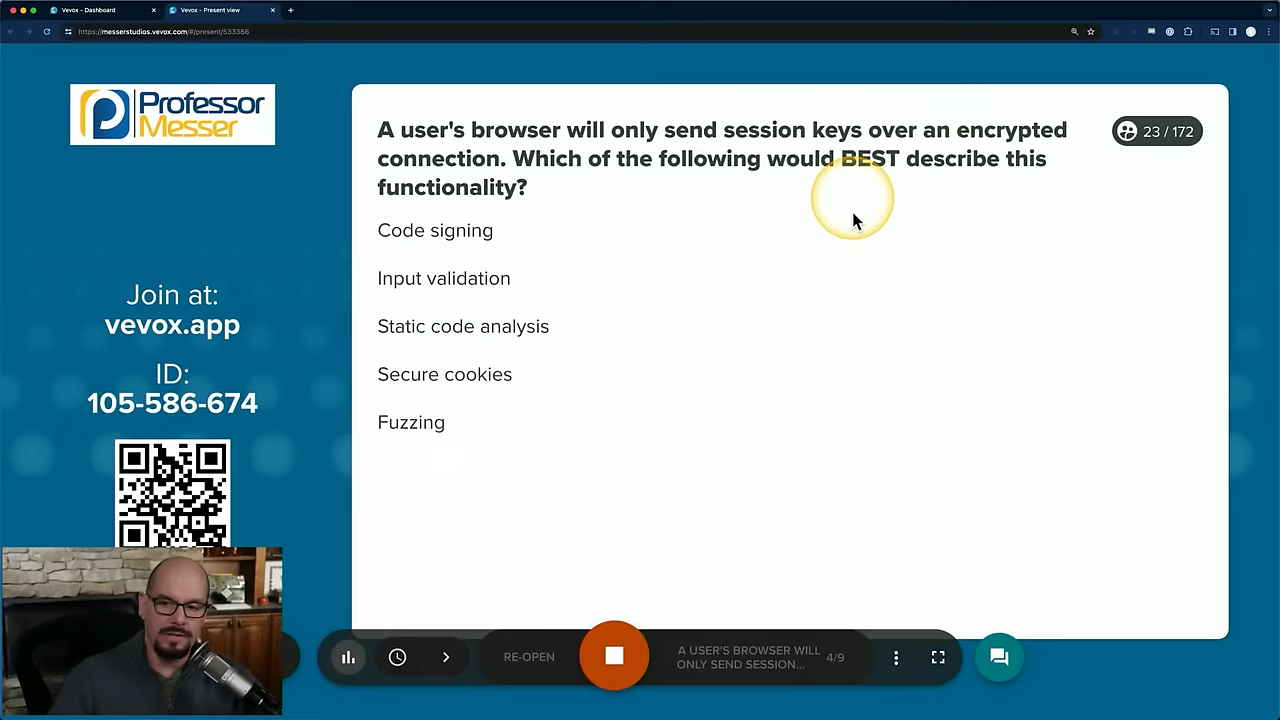 Vevox - Dashboard
Vevox - Present view
https://messerstudios.vevox.com/#/present/533356
Professor
Messer
A user's browser will only send session keys over an encrypted
connection. Which of the following would BEST describe this
functionality?
23 / 172
Code signing
Input validation
Static code analysis
Secure cookies
Fuzzing
Join at:
vevox.app
ID:
105-586-674
RE-OPEN
A USER'S BROWSER WILL
ONLY SEND SESSION...
4/9